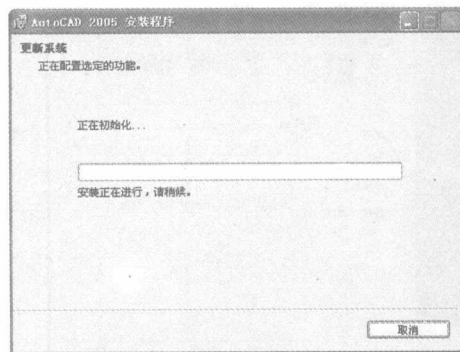 AutoCAD 2005 安装程序
更新系统
正在配置选定的功能。
正在初始化...
安装正在进行，请稍候。
取消